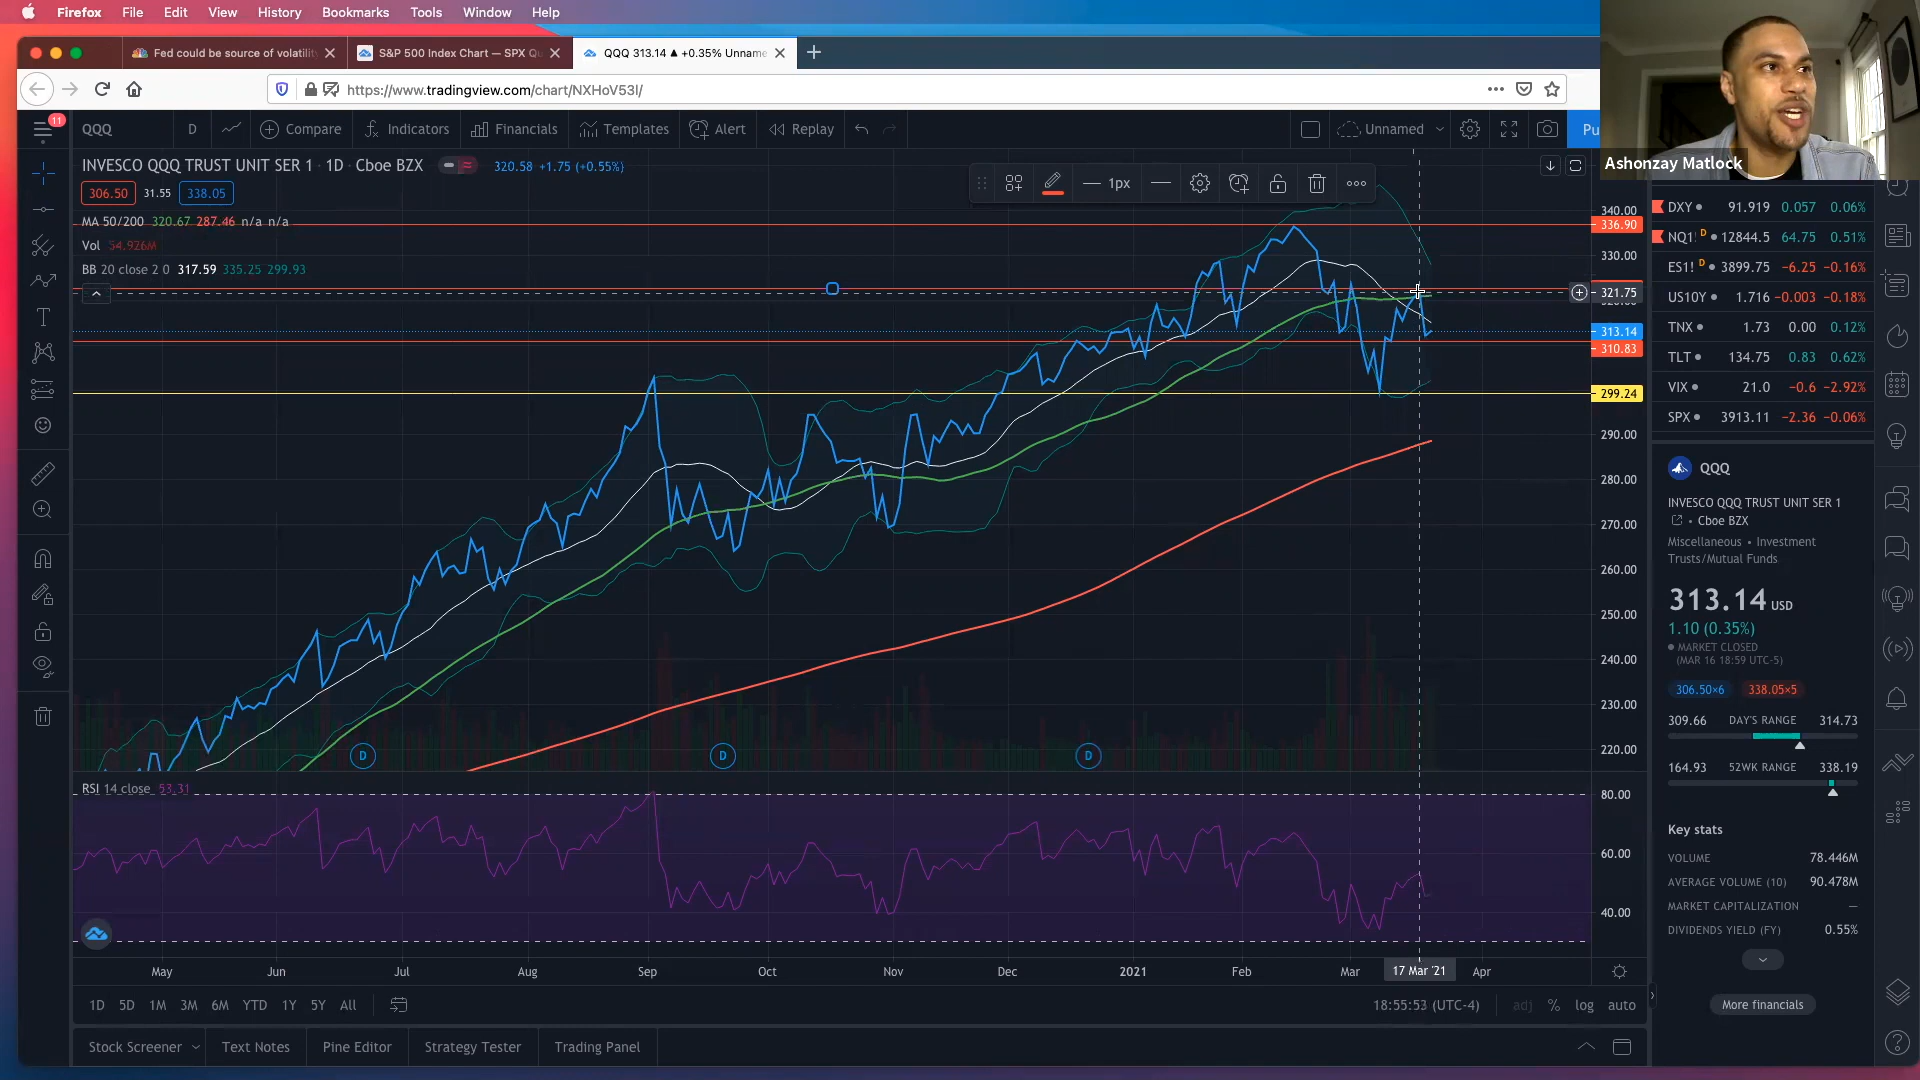 Firefox File Edit View History Bookmarks Tools Window Help
Fed could be source of volatility
S&P 500 Index Chart — SPX Qu
QQQ 313.14 ▲ +0.35% Unname
https://www.tradingview.com/chart/NXHoV53l/
11
QQQ D Compare Indicators Financials Templates Alert Replay Unnamed Pu
Ashonzay Matlock
INVESCO QQQ TRUST UNIT SER 1 · 1D · Cboe BZX 320.58 +1.75 (+0.55%)
306.50 31.55 338.05
1px
MA 50/200 320.67 287.46 n/a n/a
Vol 54.926M
BB 20 close 2 0 317.59 335.25 299.93
340.00
336.90
330.00
321.75
313.14
310.83
299.24
290.00
280.00
270.00
260.00
250.00
240.00
230.00
220.00
D D D
RSI 14 close 53.31
80.00
60.00
40.00
May Jun Jul Aug Sep Oct Nov Dec 2021 Feb Mar 17 Mar '21 Apr
1D 5D 1M 3M 6M YTD 1Y 5Y All
18:55:53 (UTC-4) adj % log auto
Stock Screener Text Notes Pine Editor Strategy Tester Trading Panel
DXY 91.919 0.057 0.06%
NQ1! D 12844.5 64.75 0.51%
ES1! D 3899.75 −6.25 −0.16%
US10Y 1.716 −0.003 −0.18%
TNX 1.73 0.00 0.12%
TLT 134.75 0.83 0.62%
VIX 21.0 −0.6 −2.92%
SPX 3913.11 −2.36 −0.06%
QQQ
INVESCO QQQ TRUST UNIT SER 1
• Cboe BZX
Miscellaneous • Investment
Trusts/Mutual Funds
313.14 USD
1.10 (0.35%)
MARKET CLOSED
(MAR 16 18:59 UTC-5)
306.50×6 338.05×5
309.66 DAY'S RANGE 314.73
164.93 52WK RANGE 338.19
Key stats
VOLUME 78.446M
AVERAGE VOLUME (10) 90.478M
MARKET CAPITALIZATION —
DIVIDENDS YIELD (FY) 0.55%
More financials